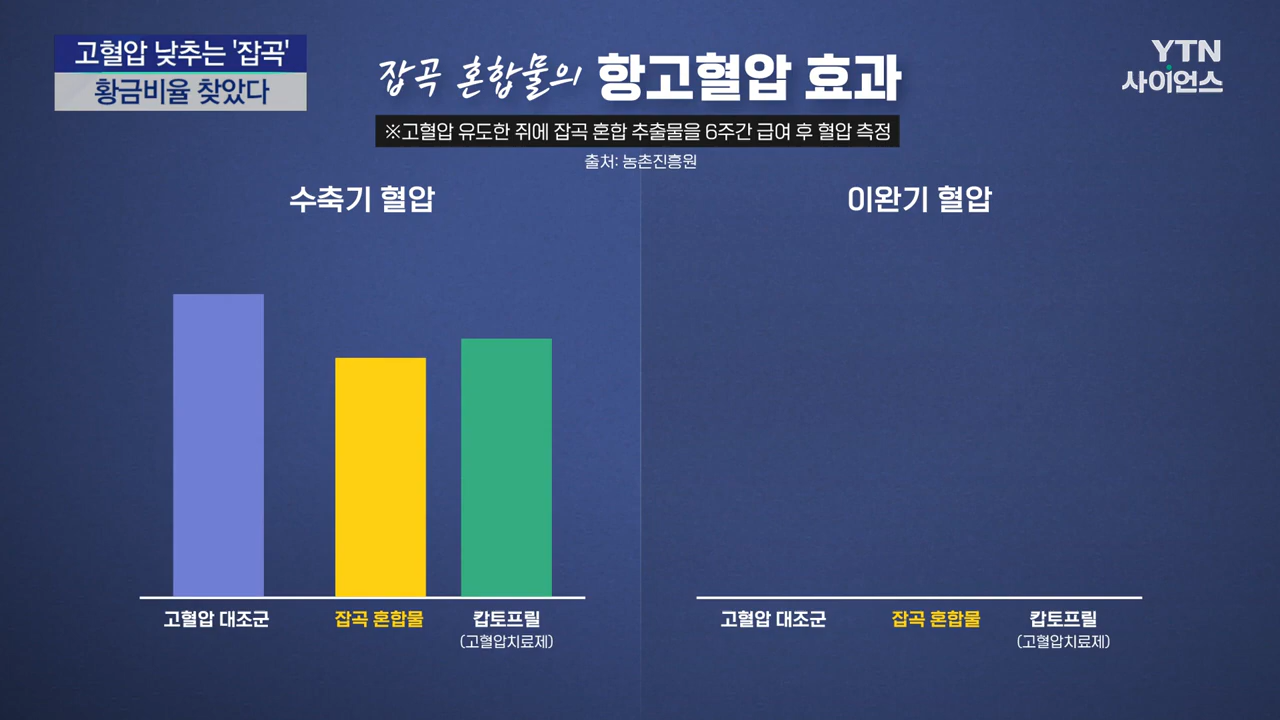 고혈압 낮추는 '잡곡'
황금비율 찾았다
잡곡 혼합물의 항고혈압 효과
YTN
사이언스
※고혈압 유도한 쥐에 잡곡 혼합 추출물을 6주간 급여 후 혈압 측정
출처: 농촌진흥원
수축기 혈압
이완기 혈압
고혈압 대조군
잡곡 혼합물
캅토프릴
(고혈압치료제)
고혈압 대조군
잡곡 혼합물
캅토프릴
(고혈압치료제)